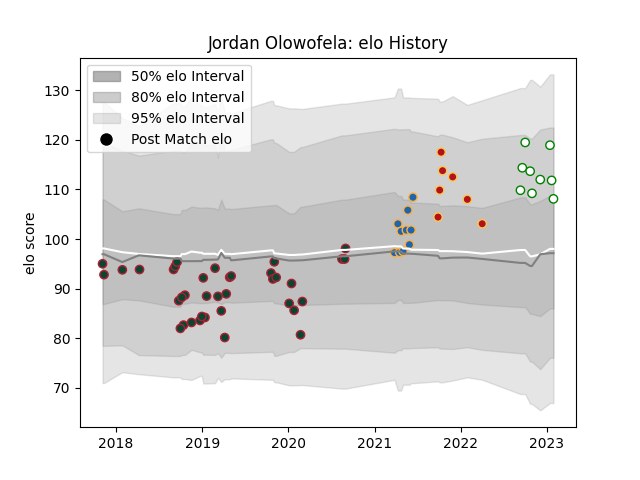 Jordan Olowofela: elo History
50% elo Interval
80% elo Interval
95% elo Interval
Post Match elo
elo score
130
120
110
100
90
80
70
2018 2019 2020 2021 2022 2023